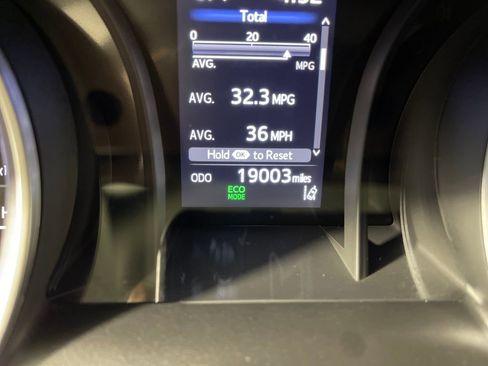 Total
0 20 40
AVG. MPG
AVG. 32.3 MPG
AVG. 36 MPH
Hold OK to Reset
ODO 19003 miles
ECO
MODE
H